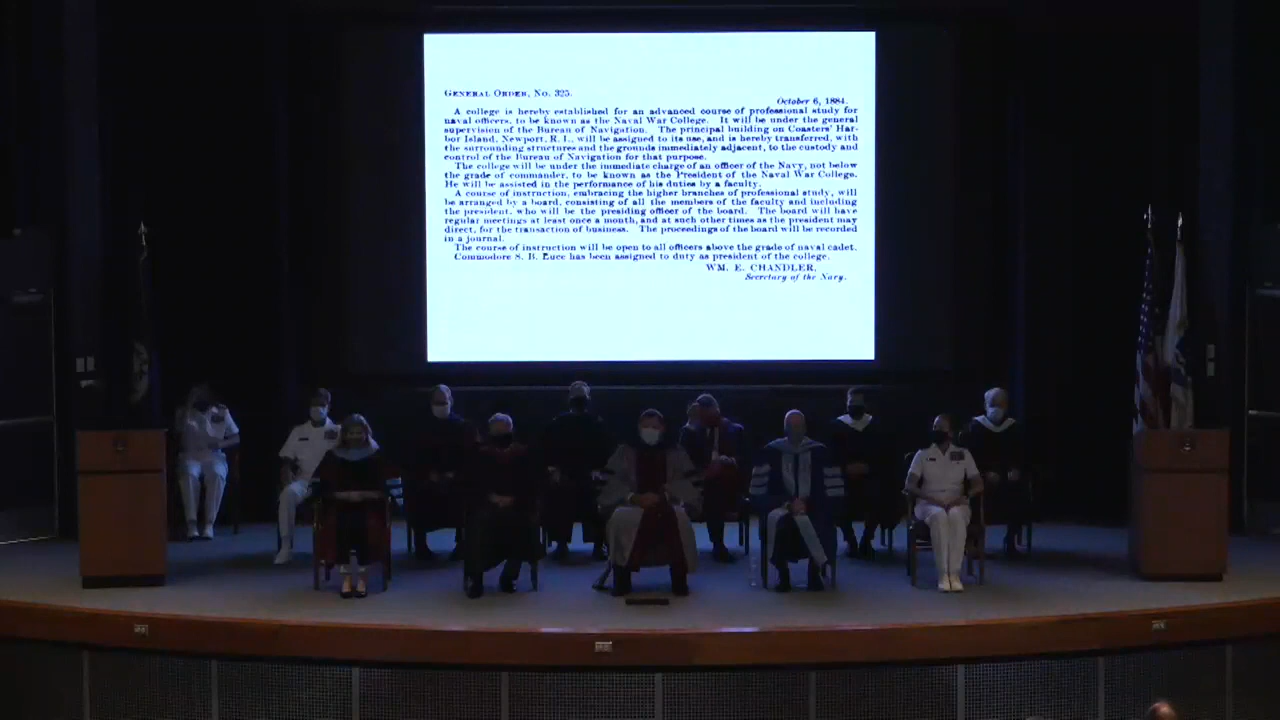 GENERAL ORDER, NO. 325.
October 6, 1884.
A college is hereby established for an advanced course of professional study for
naval officers, to be known as the Naval War College. It will be under the general
supervision of the Bureau of Navigation. The principal building on Coasters' Har-
bor Island, Newport, R. I., will be assigned to its use, and is hereby transferred, with
the surrounding structures and the grounds immediately adjacent, to the custody and
control of the Bureau of Navigation for that purpose.
The college will be under the immediate charge of an officer of the Navy, not below
the grade of commander, to be known as the President of the Naval War College.
He will be assisted in the performance of his duties by a faculty.
A course of instruction, embracing the higher branches of professional study, will
be arranged by a board, consisting of all the members of the faculty and including
the president, who will be the presiding officer of the board. The board will have
regular meetings at least once a month, and at such other times as the president may
direct, for the transaction of business. The proceedings of the board will be recorded
in a journal.
The course of instruction will be open to all officers above the grade of naval cadet.
Commodore S. B. Luce has been assigned to duty as president of the college.
WM. E. CHANDLER,
Secretary of the Navy.